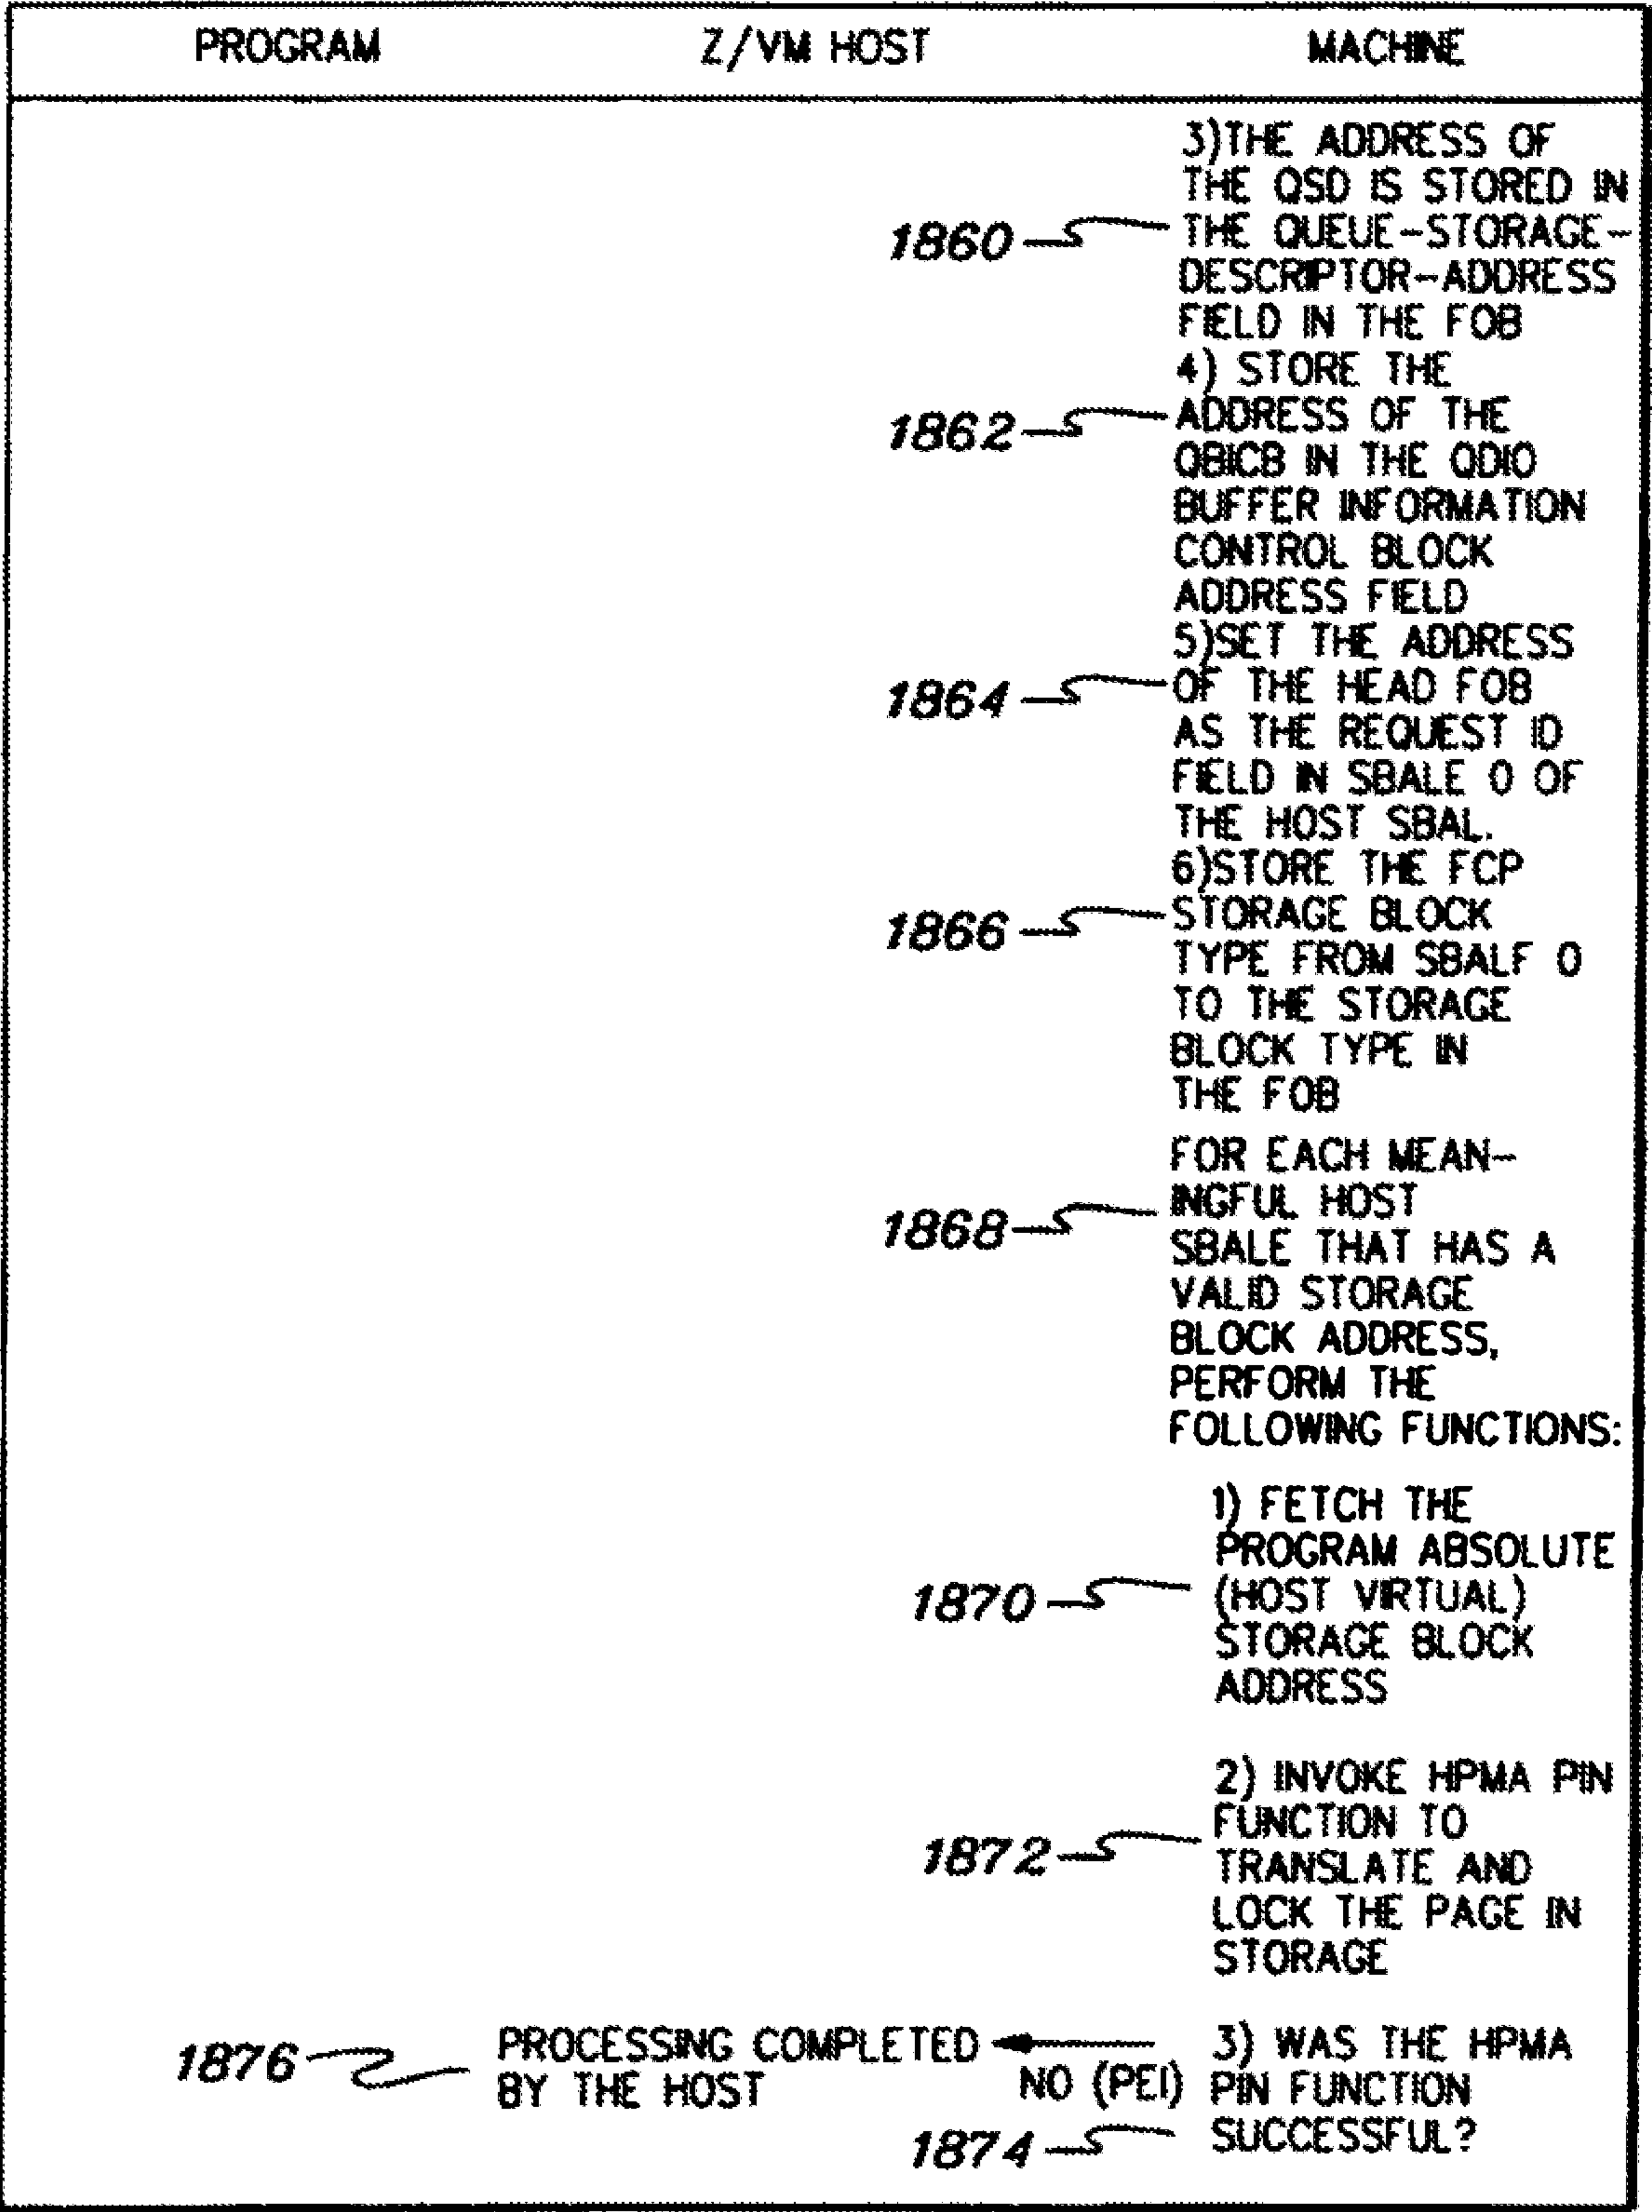 PROGRAM Z/VM HOST MACHINE
3)THE ADDRESS OF
THE QSD IS STORED IN
1860 THE QUEUE-STORAGE-
DESCRIPTOR-ADDRESS
FIELD IN THE FOB
4) STORE THE
1862 ADDRESS OF THE
QBICB IN THE QDIO
BUFFER INFORMATION
CONTROL BLOCK
ADDRESS FIELD
5)SET THE ADDRESS
1864 OF THE HEAD FOB
AS THE REQUEST ID
FIELD IN SBALE 0 OF
THE HOST SBAL.
6)STORE THE FCP
1866 STORAGE BLOCK
TYPE FROM SBALF 0
TO THE STORAGE
BLOCK TYPE IN
THE FOB
FOR EACH MEAN-
1868 INGFUL HOST
SBALE THAT HAS A
VALID STORAGE
BLOCK ADDRESS,
PERFORM THE
FOLLOWING FUNCTIONS:
1) FETCH THE
PROGRAM ABSOLUTE
1870 (HOST VIRTUAL)
STORAGE BLOCK
ADDRESS
2) INVOKE HPMA PIN
FUNCTION TO
1872 TRANSLATE AND
LOCK THE PAGE IN
STORAGE
1876 PROCESSING COMPLETED 3) WAS THE HPMA
BY THE HOST NO (PEI) PIN FUNCTION
1874 SUCCESSFUL?